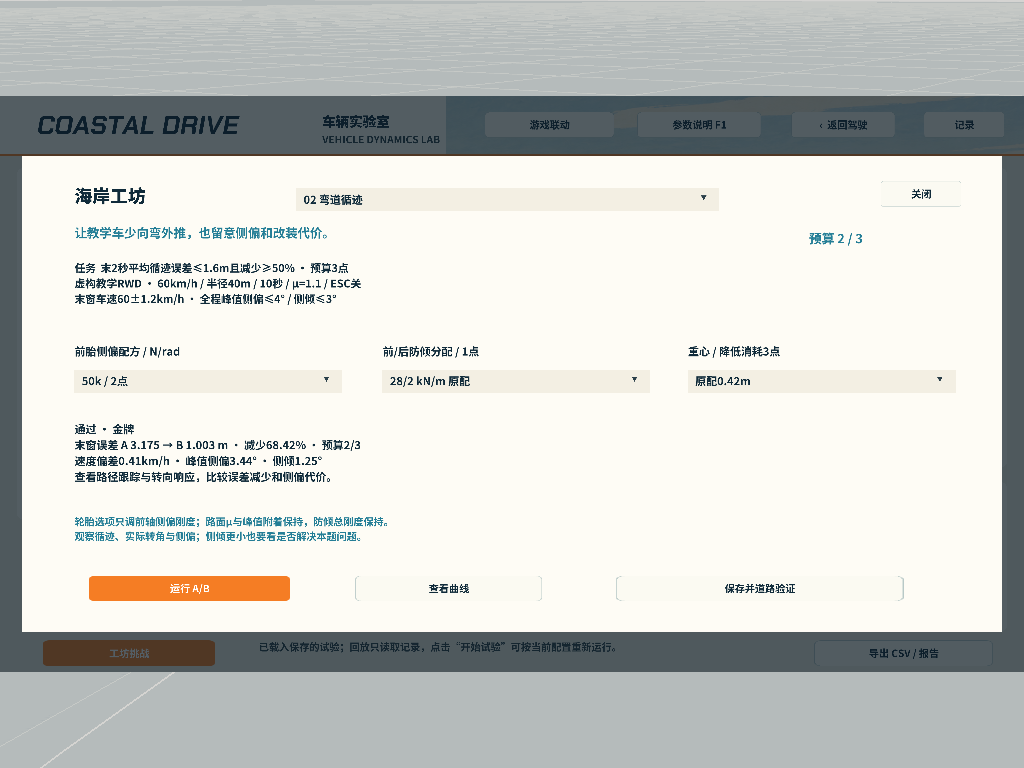 COASTAL DRIVE
车辆实验室
VEHICLE DYNAMICS LAB
游戏联动
参数说明 F1
‹ 返回驾驶
记录
海岸工坊
02 弯道循迹
关闭
让教学车少向弯外推，也留意侧偏和改装代价。
预算 2 / 3
任务 末2秒平均循迹误差≤1.6m且减少≥50% · 预算3点
虚构教学RWD · 60km/h / 半径40m / 10秒 / μ=1.1 / ESC关
末窗车速60±1.2km/h · 全程峰值侧偏≤4° / 侧倾≤3°
前胎侧偏配方 / N/rad
前/后防倾分配 / 1点
重心 / 降低消耗3点
50k / 2点
28/2 kN/m 原配
原配0.42m
通过 · 金牌
末窗误差 A 3.175 → B 1.003 m · 减少68.42% · 预算2/3
速度偏差0.41km/h · 峰值侧偏3.44° · 侧倾1.25°
查看路径跟踪与转向响应，比较误差减少和侧偏代价。
轮胎选项只调前轴侧偏刚度；路面μ与峰值附着保持，防倾总刚度保持。
观察循迹、实际转角与侧偏；侧倾更小也要看是否解决本题问题。
运行 A/B
查看曲线
保存并道路验证
工坊挑战
已载入保存的试验；回放只读取记录，点击“开始试验”可按当前配置重新运行。
导出 CSV / 报告